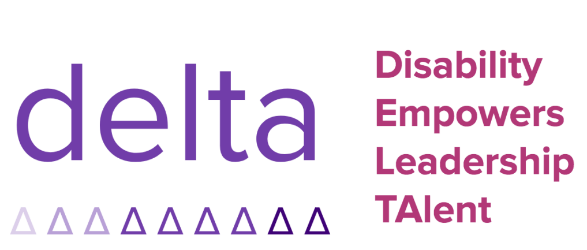 delta
Δ Δ Δ Δ Δ Δ Δ Δ Δ
Disability
Empowers
Leadership
TAlent